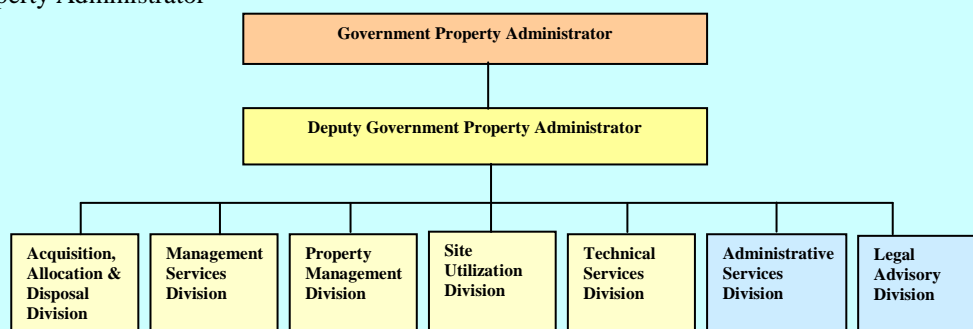 perty Administrator
Government Property Administrator
Deputy Government Property Administrator
Acquisition,
Allocation &
Disposal
Division
Management
Services
Division
Property
Management
Division
Site
Utilization
Division
Technical
Services
Division
Administrative
Services
Division
Legal
Advisory
Division